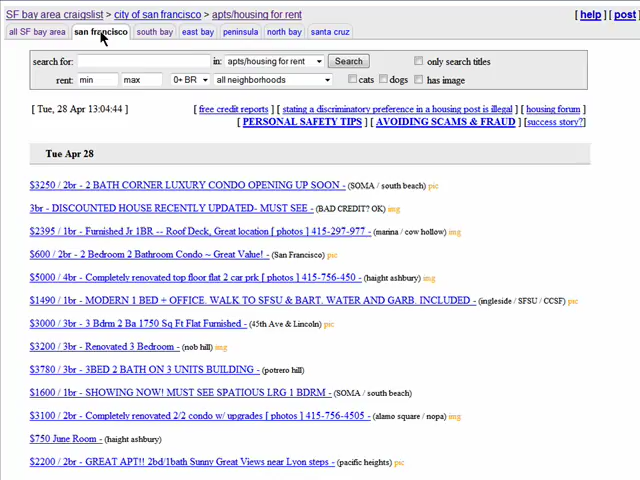 SF bay area craigslist > city of san francisco > apts/housing for rent [ help ] [ post ]
all SF bay area san francisco south bay east bay peninsula north bay santa cruz
search for: in: apts/housing for rent Search only search titles
rent: min max 0+ BR all neighborhoods cats dogs has image
[ Tue, 28 Apr 13:04:44 ] [ free credit reports ] [ stating a discriminatory preference in a housing post is illegal ] [ housing forum ]
[ PERSONAL SAFETY TIPS ] [ AVOIDING SCAMS & FRAUD ] [success story?]
Tue Apr 28
$3250 / 2br - 2 BATH CORNER LUXURY CONDO OPENING UP SOON - (SOMA / south beach) pic
3br - DISCOUNTED HOUSE RECENTLY UPDATED- MUST SEE - (BAD CREDIT? OK) img
$2395 / 1br - Furnished Jr 1BR -- Roof Deck, Great location [ photos ] 415-297-977 - (marina / cow hollow) img
$600 / 2br - 2 Bedroom 2 Bathroom Condo ~ Great Value! - (San Francisco) pic
$5000 / 4br - Completely renovated top floor flat 2 car prk [ photo ] 415-756-450 - (haight ashbury) img
$1490 / 1br - MODERN 1 BED + OFFICE. WALK TO SFSU & BART. WATER AND GARB. INCLUDED - (ingleside / SFSU / CCSF) pic
$3000 / 3br - 3 Bdrm 2 Ba 1750 Sq Ft Flat Furnished - (45th Ave & Lincoln) pic
$3200 / 3br - Renovated 3 Bedroom - (nob hill) img
$3780 / 3br - 3BED 2 BATH ON 3 UNITS BUILDING - (potrero hill)
$1600 / 1br - SHOWING NOW! MUST SEE SPATIOUS LRG 1 BDRM - (SOMA / south beach)
$3100 / 2br - Completely renovated 2/2 condo w/ upgrades [ photos ] 415-756-4505 - (alamo square / nopa) img
$750 June Room - (haight ashbury)
$2200 / 2br - GREAT APT!! 2bd/1bath Sunny Great Views near Lyon steps - (pacific heights) pic